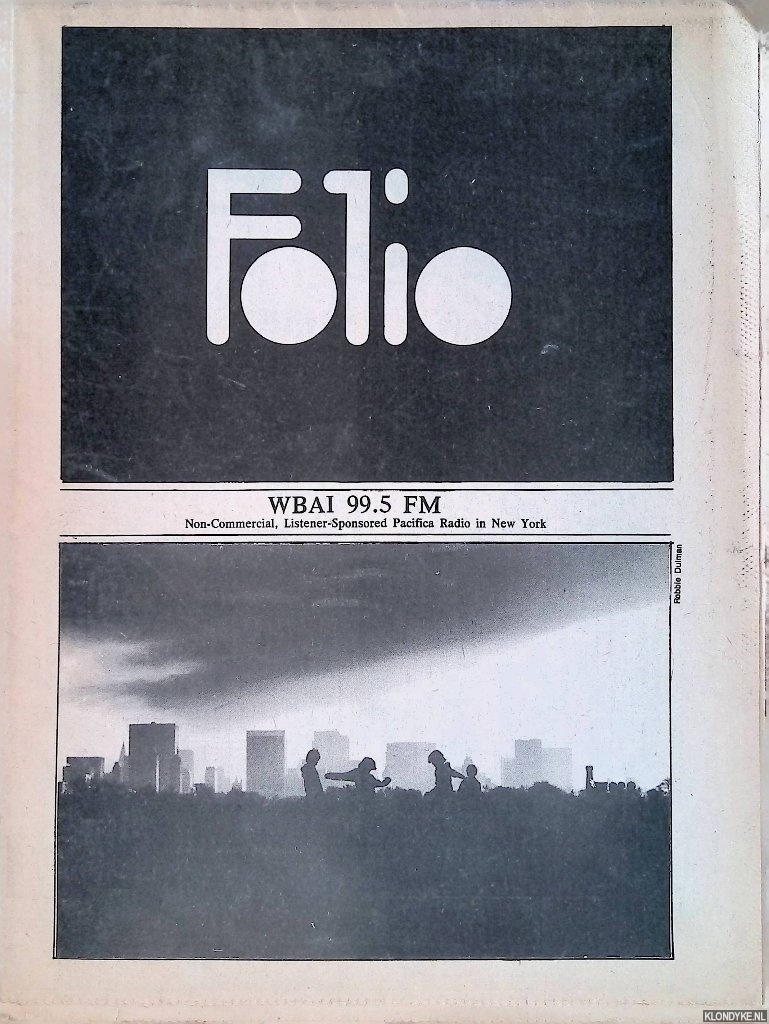 Folio
WBAI 99.5 FM
Non-Commercial, Listener-Sponsored Pacifica Radio in New York
Robbie Dulman
KLONDYKE.NL